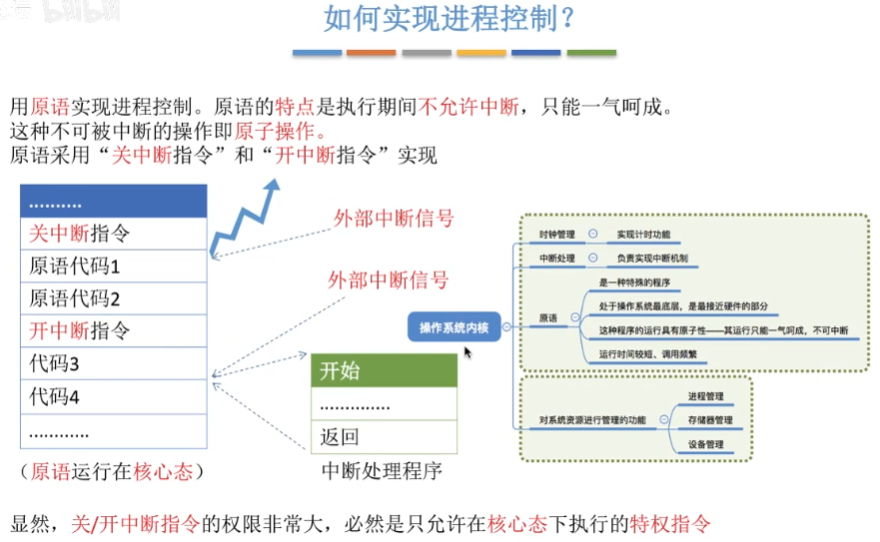 bilibili
如何实现进程控制？
用原语实现进程控制。原语的特点是执行期间不允许中断，只能一气呵成。
这种不可被中断的操作即原子操作。
原语采用“关中断指令”和“开中断指令”实现
..........
关中断指令
原语代码1
原语代码2
开中断指令
代码3
代码4
............
（原语运行在核心态）
外部中断信号
外部中断信号
开始
..............
返回
中断处理程序
操作系统内核
时钟管理
实现计时功能
中断处理
负责实现中断机制
原语
是一种特殊的程序
处于操作系统最底层，是最接近硬件的部分
这种程序的运行具有原子性——其运行只能一气呵成，不可中断
运行时间较短、调用频繁
对系统资源进行管理的功能
进程管理
存储器管理
设备管理
显然，关/开中断指令的权限非常大，必然是只允许在核心态下执行的特权指令